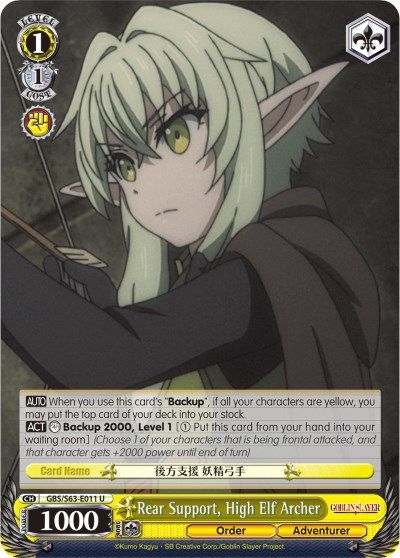 LEVEL
1
1
COST
AUTO When you use this card's "Backup", if all your characters are yellow, you
may put the top card of your deck into your stock.
ACT Backup 2000, Level 1 [① Put this card from your hand into your
waiting room] (Choose 1 of your characters that is being frontal attacked, and
that character gets +2000 power until end of turn)
Card Name 後方支援 妖精弓手
CH GBS/S63-E011 U
POWER 1000 Rear Support, High Elf Archer GOBLIN SLAYER
Order Adventurer
©Kumo Kagyu・SB Creative Corp./Goblin Slayer Project.